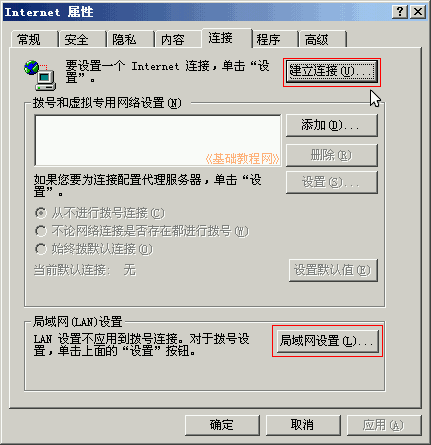 Internet 属性
常规 安全 隐私 内容 连接 程序 高级
要设置一个 Internet 连接，单击“设
置”。
建立连接(U)...
拨号和虚拟专用网络设置(N)
添加(D)...
删除(R)
《基础教程网》
如果您要为连接配置代理服务器，单击“设
置”。
设置(S)...
从不进行拨号连接(C)
不论网络连接是否存在都进行拨号(W)
始终拨默认连接(O)
当前默认连接： 无
设置默认值(E)
局域网(LAN)设置
LAN 设置不应用到拨号连接。对于拨号设
置，单击上面的“设置”按钮。
局域网设置(L)...
确定 取消 应用(A)